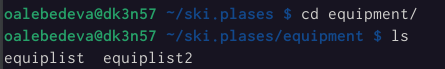 oalebedeva@dk3n57 ~/ski.plases $ cd equipment/
oalebedeva@dk3n57 ~/ski.plases/equipment $ ls
equiplist  equiplist2